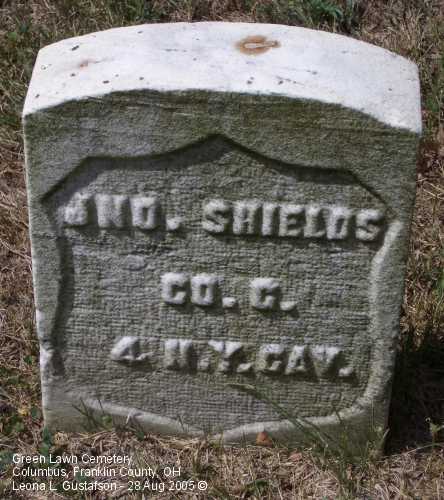 JNO. SHIELDS
CO. C.
4. N.Y. CAV.
Green Lawn Cemetery
Columbus, Franklin County, OH
Leona L. Gustafson - 28 Aug 2005 ©